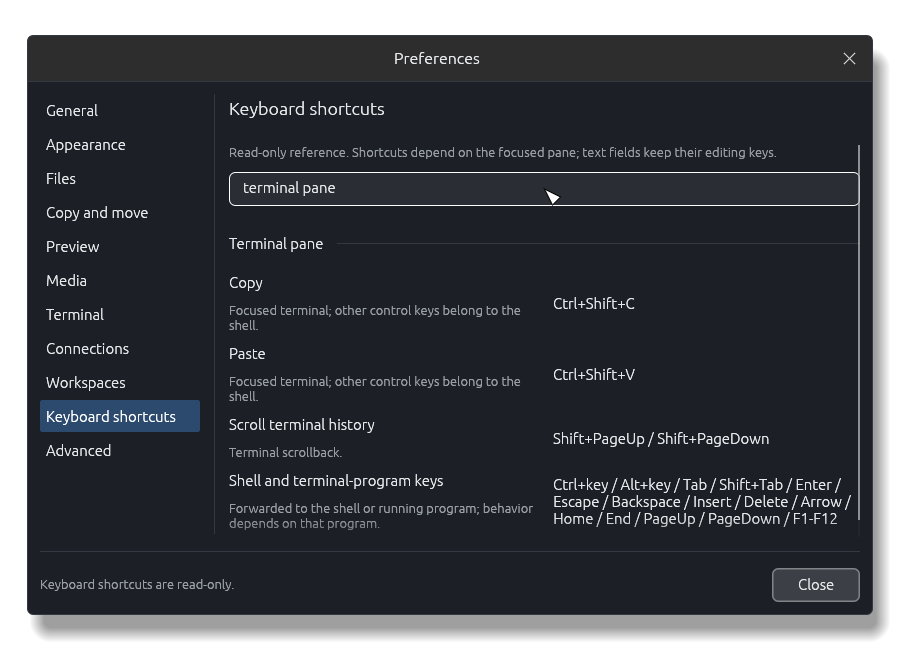 Preferences
General
Appearance
Files
Copy and move
Preview
Media
Terminal
Connections
Workspaces
Keyboard shortcuts
Advanced
Keyboard shortcuts
Read-only reference. Shortcuts depend on the focused pane; text fields keep their editing keys.
terminal pane
Terminal pane
Copy
Focused terminal; other control keys belong to the
shell.
Ctrl+Shift+C
Paste
Focused terminal; other control keys belong to the
shell.
Ctrl+Shift+V
Scroll terminal history
Terminal scrollback.
Shift+PageUp / Shift+PageDown
Shell and terminal-program keys
Forwarded to the shell or running program; behavior
depends on that program.
Ctrl+key / Alt+key / Tab / Shift+Tab / Enter /
Escape / Backspace / Insert / Delete / Arrow /
Home / End / PageUp / PageDown / F1-F12
Keyboard shortcuts are read-only.
Close